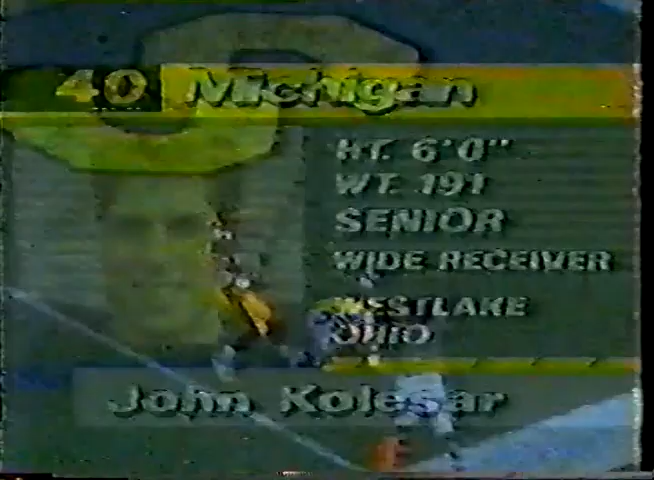 40 Michigan
HT. 6'0"
WT. 191
SENIOR
WIDE RECEIVER
WESTLAKE
OHIO
John Kolesar